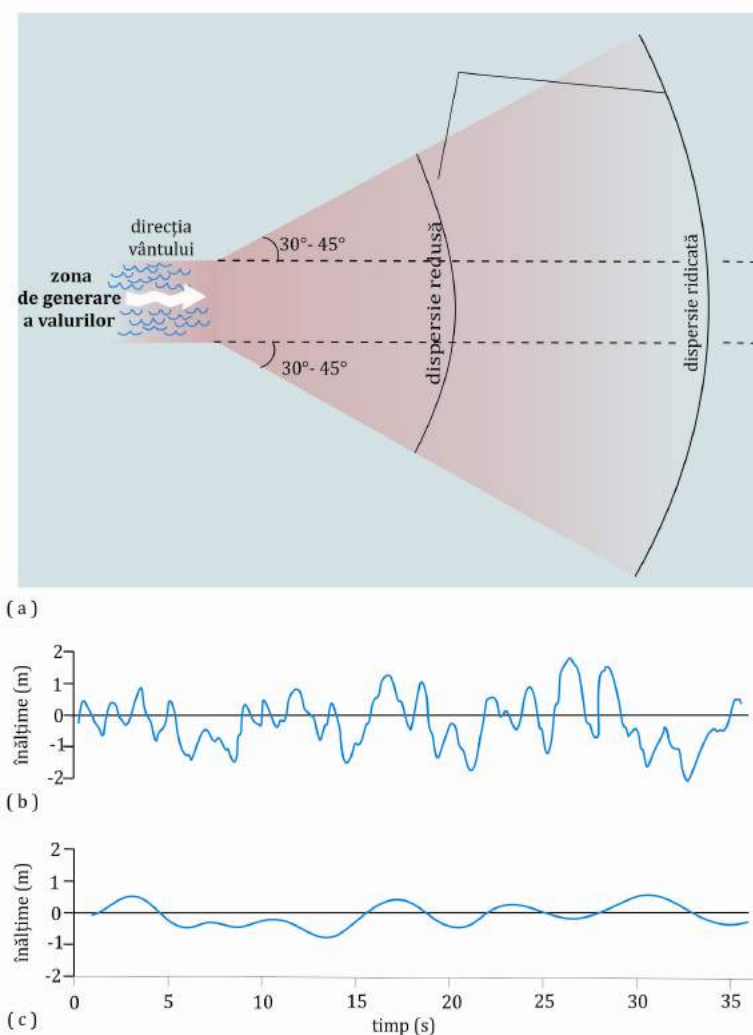 direcția
vântului
zona
de generare
a valurilor
30°- 45°
30°- 45°
dispersie redusă
dispersie ridicată
(a)
înălțime (m)
2
1
0
-1
-2
(b)
înălțime (m)
2
1
0
-1
-2
0 5 10 15 20 25 30 35
timp (s)
(c)